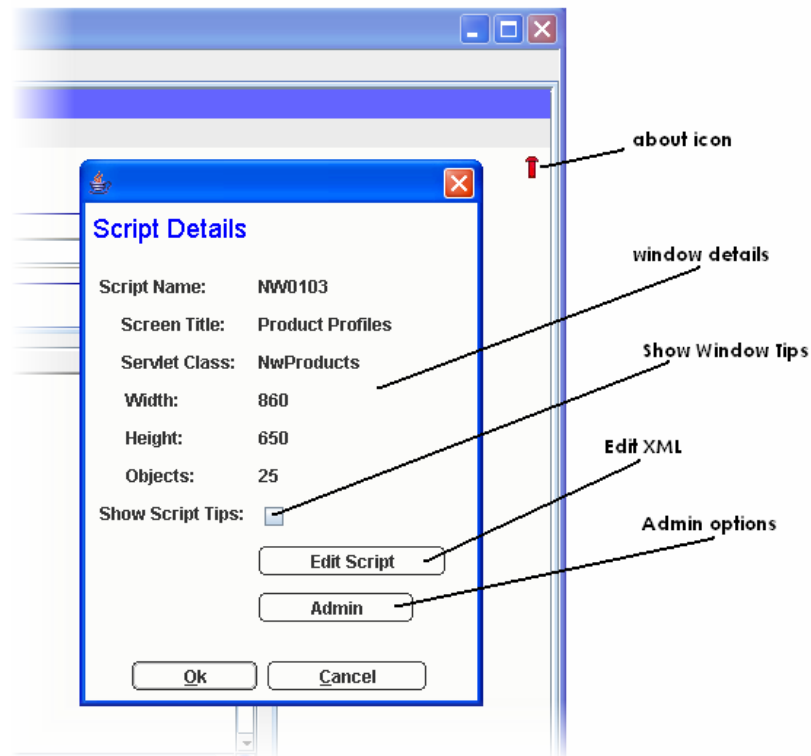 about icon
Script Details
window details
Script Name: NW0103
Screen Title: Product Profiles
Servlet Class: NwProducts
Show Window Tips
Width: 860
Height: 650
Edit XML
Objects: 25
Show Script Tips:
Admin options
Edit Script
Admin
Ok Cancel